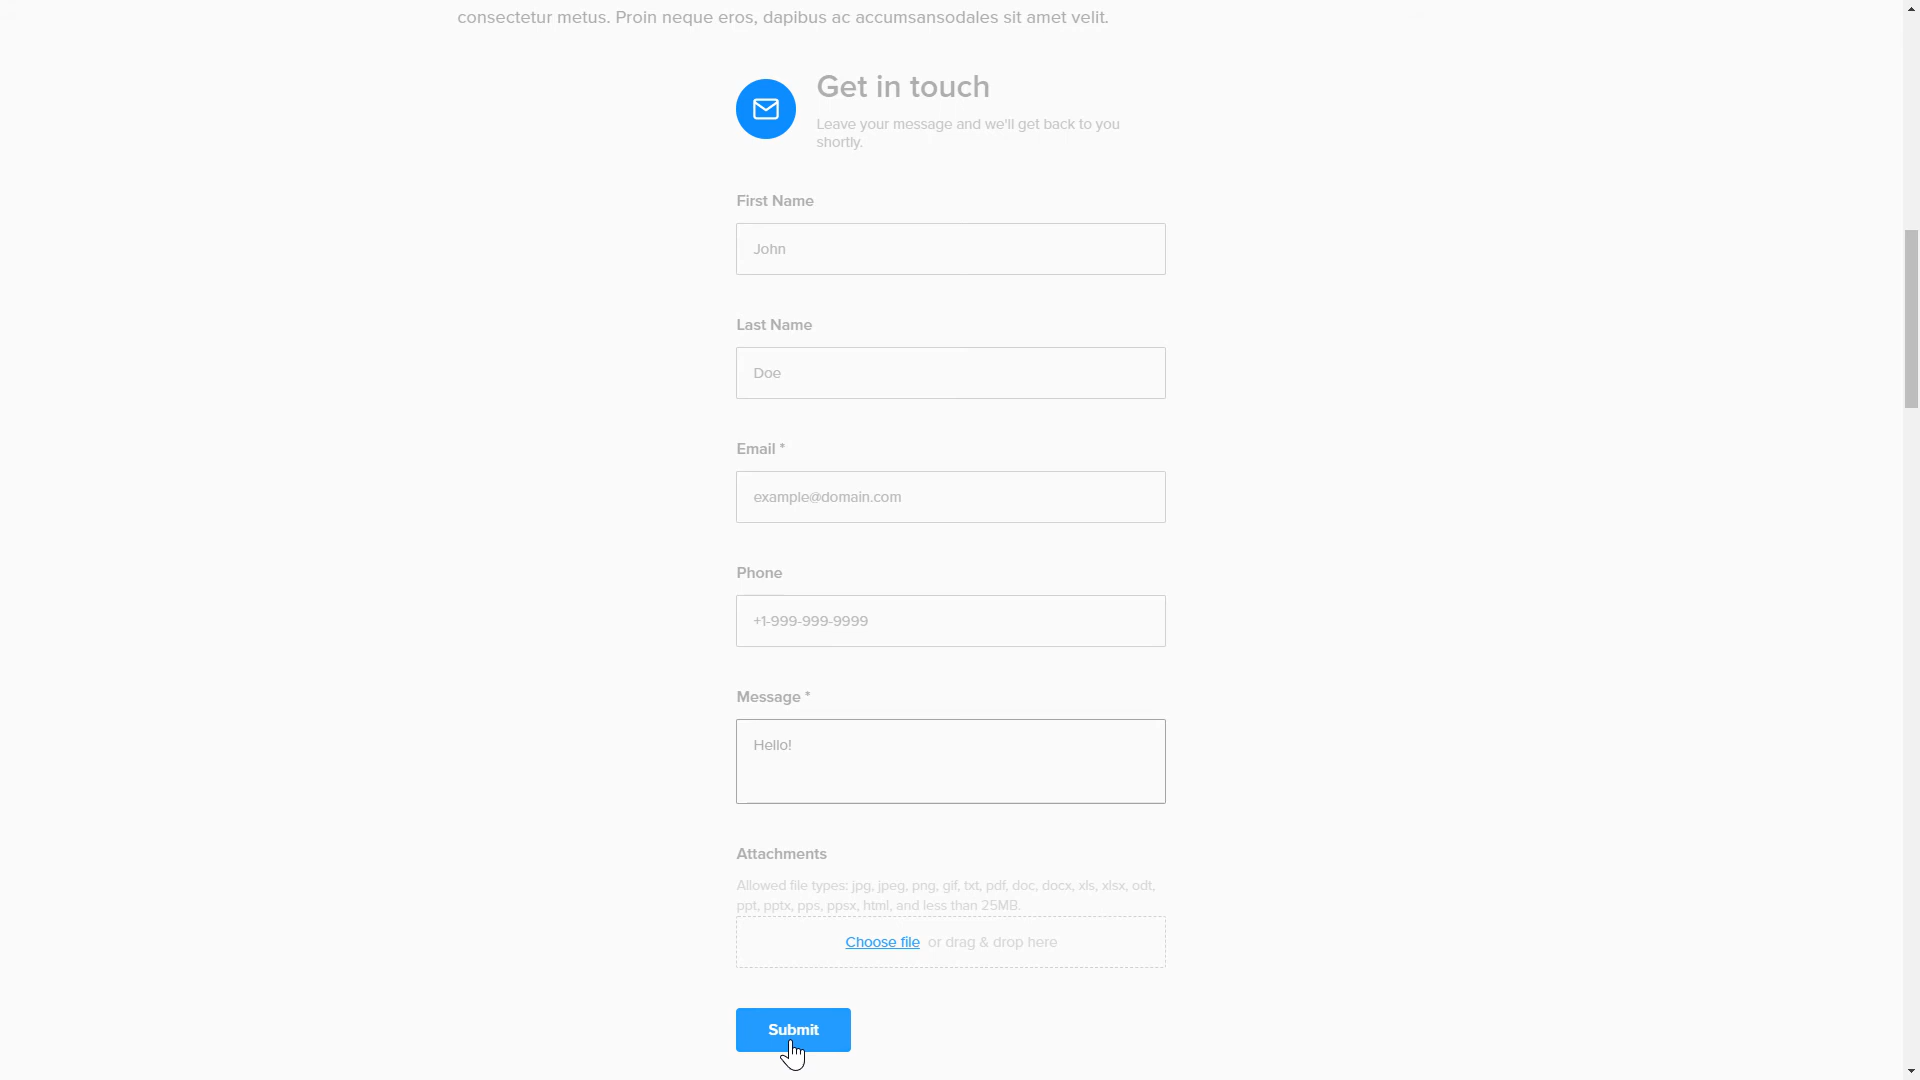 consectetur metus. Proin neque eros, dapibus ac accumsansodales sit amet velit.
Get in touch
Leave your message and we'll get back to you
shortly.
First Name
John
Last Name
Doe
Email *
example@domain.com
Phone
+1-999-999-9999
Message *
Hello!
Attachments
Allowed file types: jpg, jpeg, png, gif, txt, pdf, doc, docx, xls, xlsx, odt,
ppt, pptx, pps, ppsx, html, and less than 25MB.
Choose file or drag & drop here
Submit